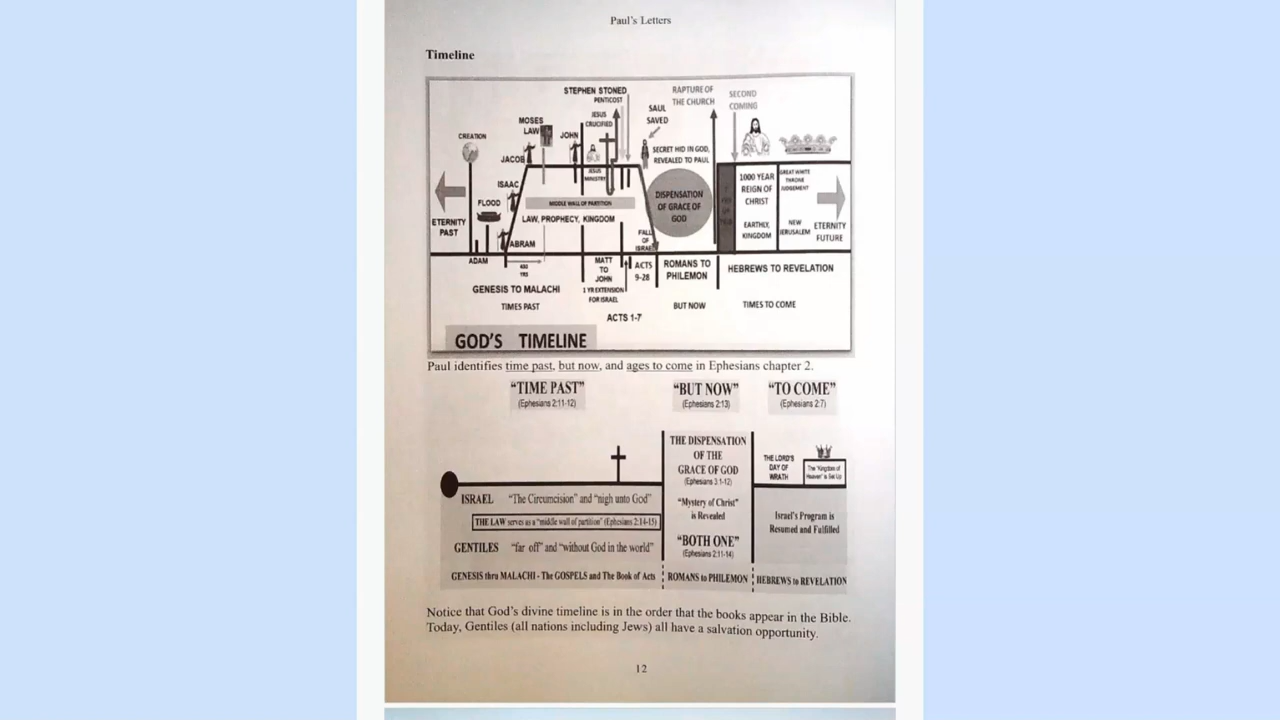 Paul's Letters
Timeline
STEPHEN STONED
PENTICOST
JESUS
CRUCIFIED
SAUL
SAVED
RAPTURE OF
THE CHURCH
SECOND
COMING
MOSES
LAW
JOHN
CREATION
JACOB
SECRET HID IN GOD,
REVEALED TO PAUL
JESUS
MINISTRY
ISAAC
1000 YEAR
REIGN OF
CHRIST
GREAT WHITE
THRONE
JUDGEMENT
FLOOD
MIDDLE WALL OF PARTITION
DISPENSATION
OF GRACE OF
GOD
ETERNITY
PAST
LAW, PROPHECY, KINGDOM
EARTHLY,
KINGDOM
NEW
JERUSALEM
ETERNITY
FUTURE
ABRAM
FALL
OF
ISRAEL
ADAM
430
YRS
MATT
TO
JOHN
ACTS
9-28
ROMANS TO
PHILEMON
HEBREWS TO REVELATION
GENESIS TO MALACHI
1 YR EXTENSION
FOR ISRAEL
TIMES PAST
BUT NOW
TIMES TO COME
ACTS 1-7
GOD'S TIMELINE
Paul identifies time past, but now, and ages to come in Ephesians chapter 2.
"TIME PAST"
(Ephesians 2:11-12)
"BUT NOW"
(Ephesians 2:13)
"TO COME"
(Ephesians 2:7)
THE DISPENSATION
OF THE
GRACE OF GOD
(Ephesians 3:1-12)
THE LORD'S
DAY OF
WRATH
The "Kingdom of
Heaven" is Set Up
ISRAEL "The Circumcision" and "nigh unto God"
"Mystery of Christ"
is Revealed
Israel's Program is
Resumed and Fulfilled
THE LAW serves as a "middle wall of partition" (Ephesians 2:14-15)
GENTILES "far off" and "without God in the world"
"BOTH ONE"
(Ephesians 2:11-14)
GENESIS thru MALACHI - The GOSPELS and The Book of Acts
ROMANS to PHILEMON
HEBREWS to REVELATION
Notice that God's divine timeline is in the order that the books appear in the Bible.
Today, Gentiles (all nations including Jews) all have a salvation opportunity.
12